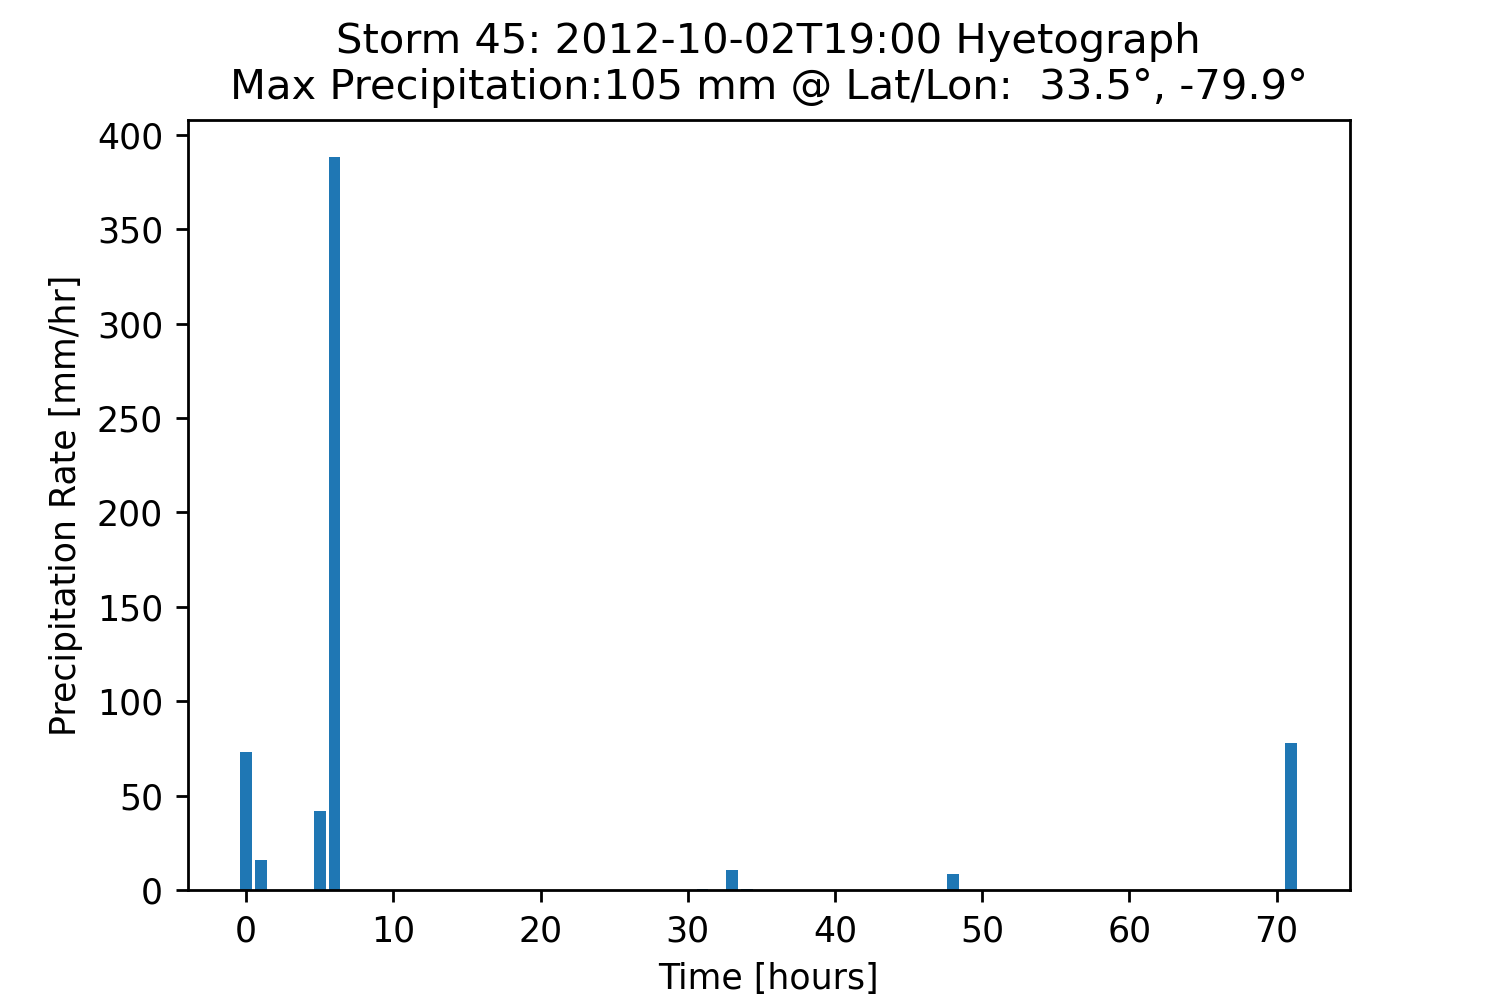 Storm 45: 2012-10-02T19:00 Hyetograph
Max Precipitation:105 mm @ Lat/Lon:  33.5°, -79.9°
400
350
300
250
200
150
100
50
0
Precipitation Rate [mm/hr]
0 10 20 30 40 50 60 70
Time [hours]